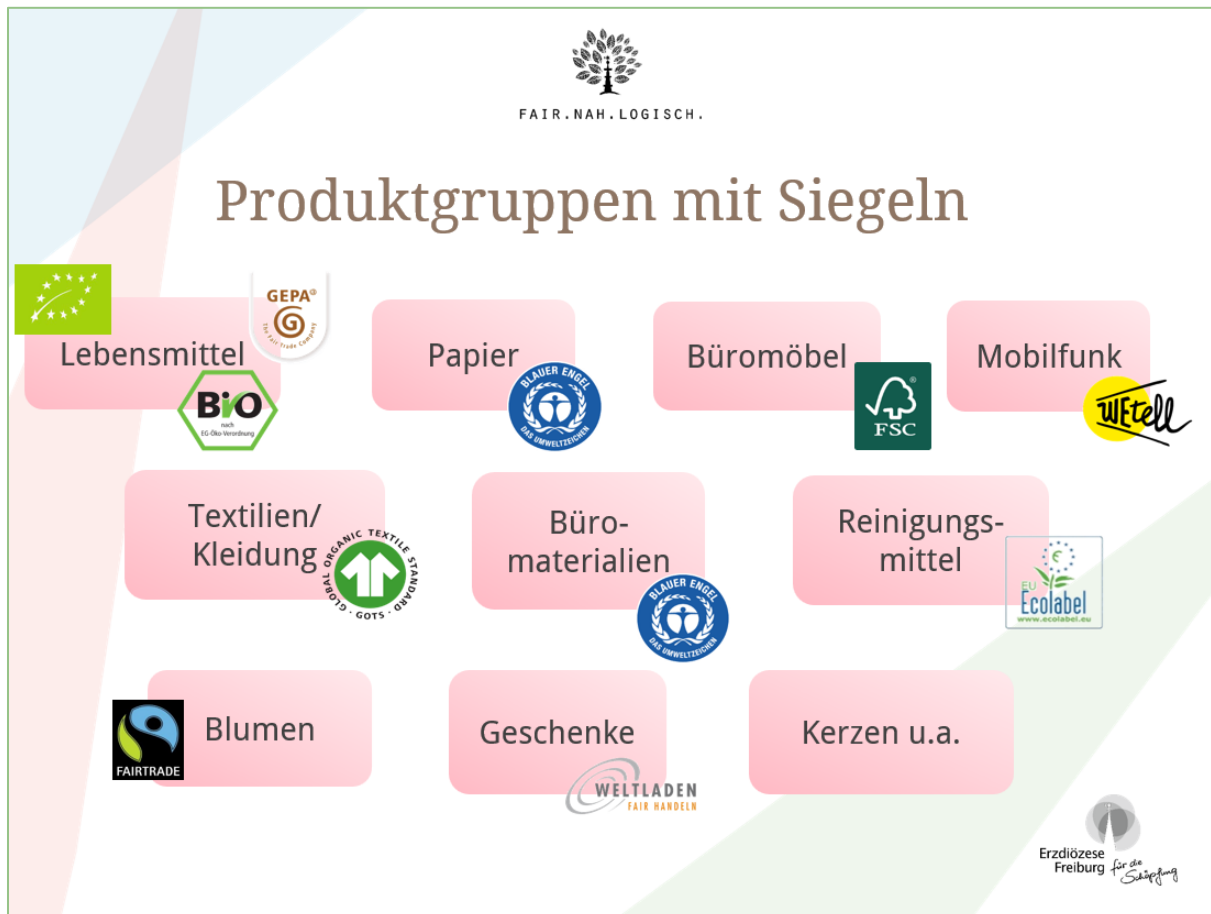 FAIR.NAH.LOGISCH.
Produktgruppen mit Siegeln
GEPA®
The Fair Trade Company
Lebensmittel
Bio
nach
EG-Öko-Verordnung
Papier
BLAUER ENGEL
DAS UMWELTZEICHEN
Büromöbel
®
FSC
Mobilfunk
WEtell
Textilien/
Kleidung
GLOBAL ORGANIC TEXTILE STANDARD · GOTS ·
Büro-
materialien
BLAUER ENGEL
DAS UMWELTZEICHEN
Reinigungs-
mittel
€
EU
Ecolabel
www.ecolabel.eu
Blumen
FAIRTRADE
Geschenke
WELTLADEN
FAIR HANDELN
Kerzen u.a.
Erzdiözese
Freiburg
für die
Schöpfung